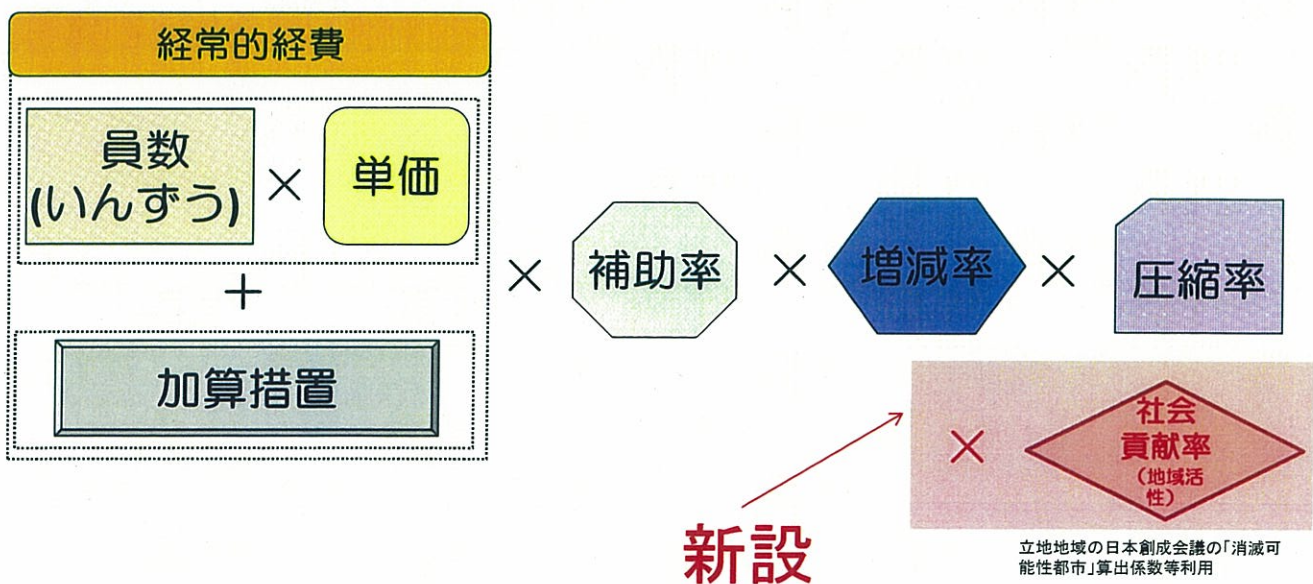 経常的経費
員数
(いんずう)
×
単価
+
加算措置
×
補助率
×
増減率
×
圧縮率
×
社会
貢献率
(地域活
性)
新設
立地地域の日本創成会議の「消滅可
能性都市」算出係数等利用